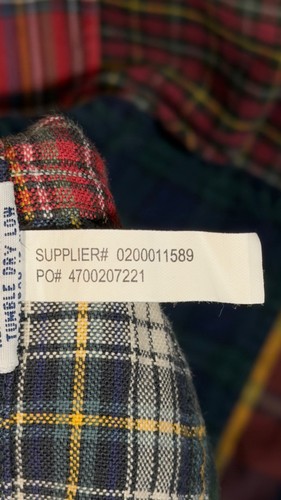 SUPPLIER# 0200011589
PO# 4700207221
TUMBLE DRY LOW